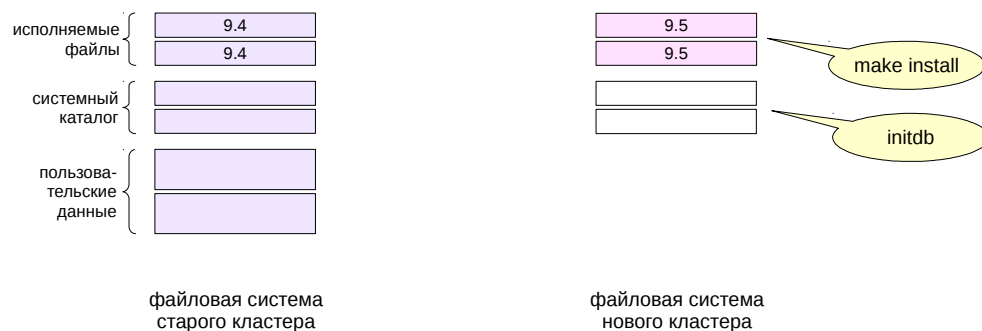 исполняемые
файлы
9.4
9.4
системный
каталог
пользова-
тельские
данные
файловая система
старого кластера
9.5
9.5
make install
initdb
файловая система
нового кластера